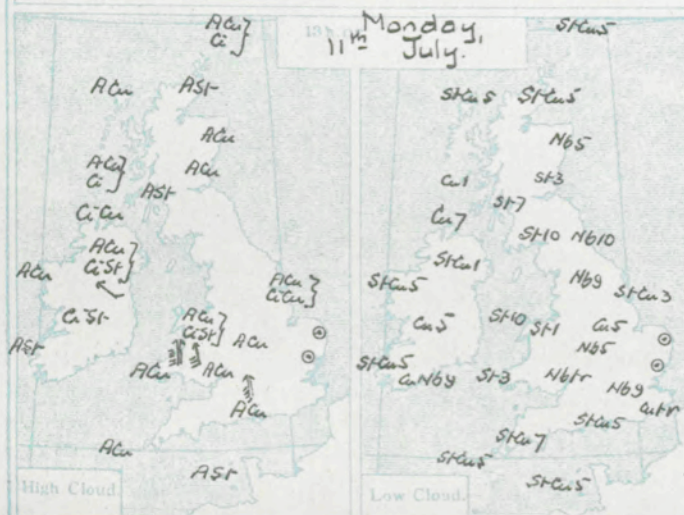 Monday,
11th July.
ACu
Ci
ACu
ASt
ACu
ACu
Ci
ACu
ASt
CiCu
ACu
CiSt
ACu
CiSt
ACu
CiCu
ACu
CiSt
ACu
ASt
ACu
ACu
ACu
ACu
ASt
High Cloud.
StCu5
StCu5
StCu5
Nb5
Cu1
St3
St7
Cu7
St10
Nb10
StCu1
Nb9
StCu5
StCu3
Cu5
St10
St1
Cu5
Nb5
StCu5
CuNb9
St3
Nbtr
Nb9
Cutr
StCu5
StCu7
StCu5
StCu5
Low Cloud.